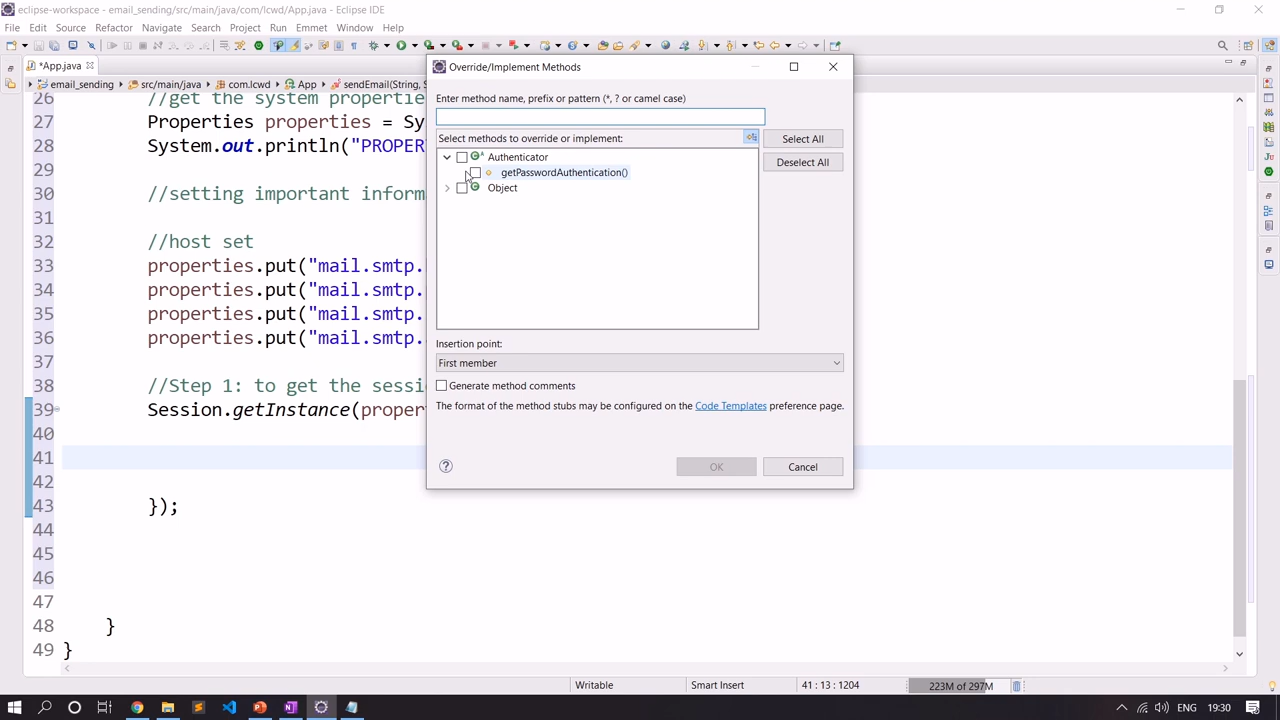 eclipse-workspace - email_sending/src/main/java/com/lcwd/App.java - Eclipse IDE
File Edit Source Refactor Navigate Search Project Run Emmet Window Help
*App.java
email_sending src/main/java com.lcwd App sendEmail(String, S
Override/Implement Methods
Enter method name, prefix or pattern (*, ? or camel case)
Select methods to override or implement:
Select All
Deselect All
Authenticator
getPasswordAuthentication()
Object
Insertion point:
First member
Generate method comments
The format of the method stubs may be configured on the Code Templates preference page.
OK
Cancel
26 //get the system properties
27 Properties properties = Sy
28 System.out.println("PROPER
29
30 //setting important inform
31
32 //host set
33 properties.put("mail.smtp.
34 properties.put("mail.smtp.
35 properties.put("mail.smtp.
36 properties.put("mail.smtp.
37
38 //Step 1: to get the sessi
39 Session.getInstance(proper
40
41
42
43 });
44
45
46
47
48 }
49 }
Writable Smart Insert 41 : 13 : 1204 223M of 297M
ENG 19:30